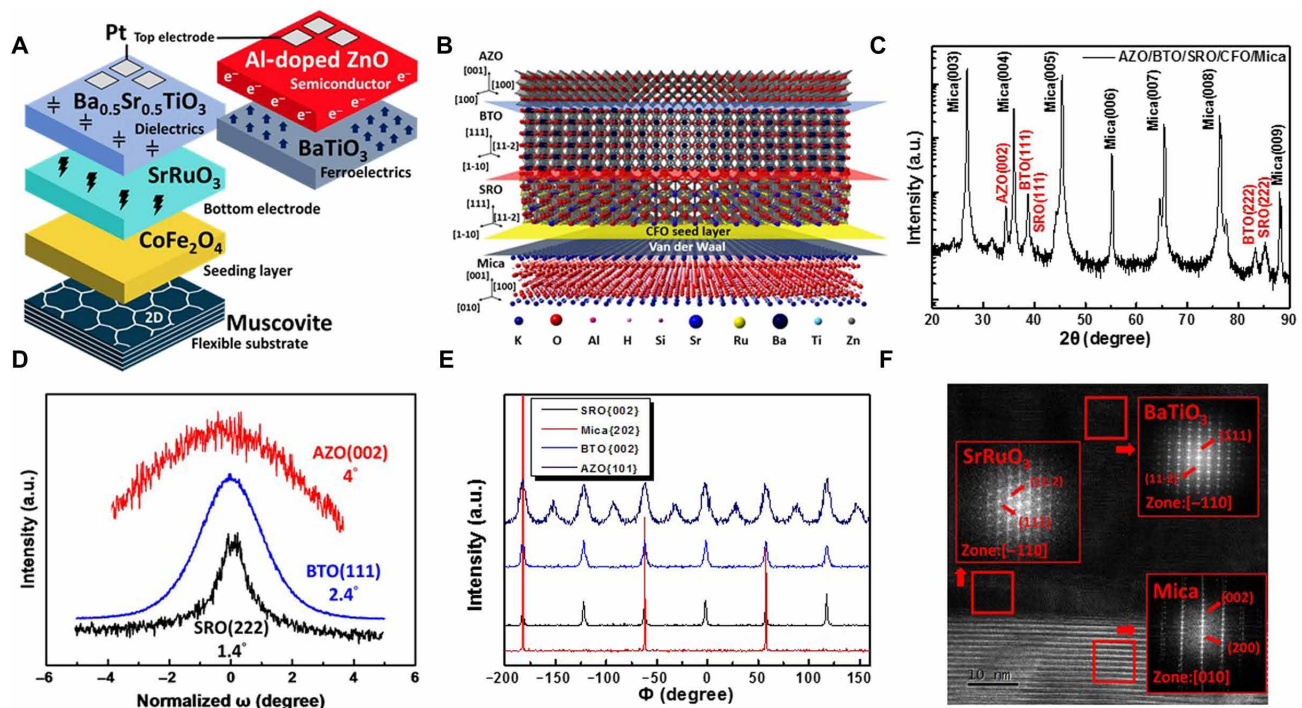 A
Pt
Top electrode
Al-doped ZnO
Semiconductor
e⁻ e⁻ e⁻ e⁻ e⁻ e⁻
Ba0.5Sr0.5TiO3
Dielectrics
BaTiO3
Ferroelectrics
SrRuO3
Bottom electrode
CoFe2O4
Seeding layer
2D
Muscovite
Flexible substrate
B
AZO
[001]
[100]
BTO
[111]
[11-2]
[1-10]
SRO
[111]
[11-2]
[1-10]
CFO seed layer
Van der Waal
Mica
[001]
[100]
[010]
K O Al H Si Sr Ru Ba Ti Zn
C
AZO/BTO/SRO/CFO/Mica
Mica(003)
AZO(002)
Mica(004)
BTO(111)
SRO(111)
Mica(005)
Mica(006)
Mica(007)
Mica(008)
BTO(222)
SRO(222)
Mica(009)
Intensity (a.u.)
20 30 40 50 60 70 80 90
2θ (degree)
D
AZO(002)
4°
BTO(111)
2.4°
SRO(222)
1.4°
Intensity (a.u.)
−6 −4 −2 0 2 4 6
Normalized ω (degree)
E
SRO{002}
Mica{202}
BTO{002}
AZO{101}
Intensity (a.u.)
−200 −150 −100 −50 0 50 100 150
Φ (degree)
F
BaTiO3
(111)
(11-2)
Zone:[−110]
SrRuO3
(11-2)
(111)
Zone:[−110]
Mica
(002)
(200)
Zone:[010]
10 nm